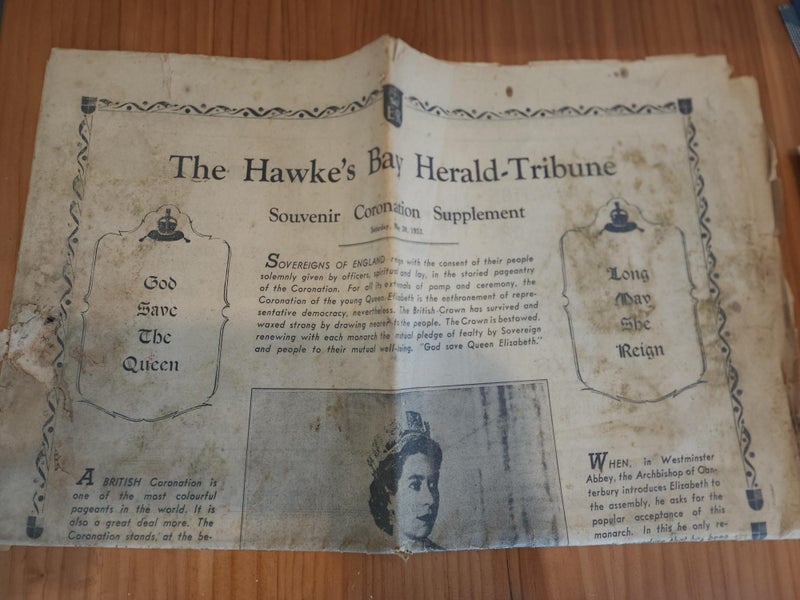 The Hawke's Bay Herald-Tribune
Souvenir Coronation Supplement
Saturday, May 30, 1953.
God
Save
The
Queen
SOVEREIGNS OF ENGLAND reign with the consent of their people
solemnly given by officers, spiritual and lay, in the storied pageantry
of the Coronation. For all its externals of pomp and ceremony, the
Coronation of the young Queen Elizabeth is the enthronement of repre-
sentative democracy, nevertheless. The British Crown has survived and
waxed strong by drawing nearer to the people. The Crown is bestowed,
renewing with each monarch the mutual pledge of fealty by Sovereign
and people to their mutual well-being. "God save Queen Elizabeth."
Long
May
She
Reign
A BRITISH Coronation is
one of the most colourful
pageants in the world. It is
also a great deal more. The
Coronation stands, at the be-
WHEN, in Westminster
Abbey, the Archbishop of Can-
terbury introduces Elizabeth to
the assembly, he asks for the
popular acceptance of this
monarch. In this he only re-
that has been